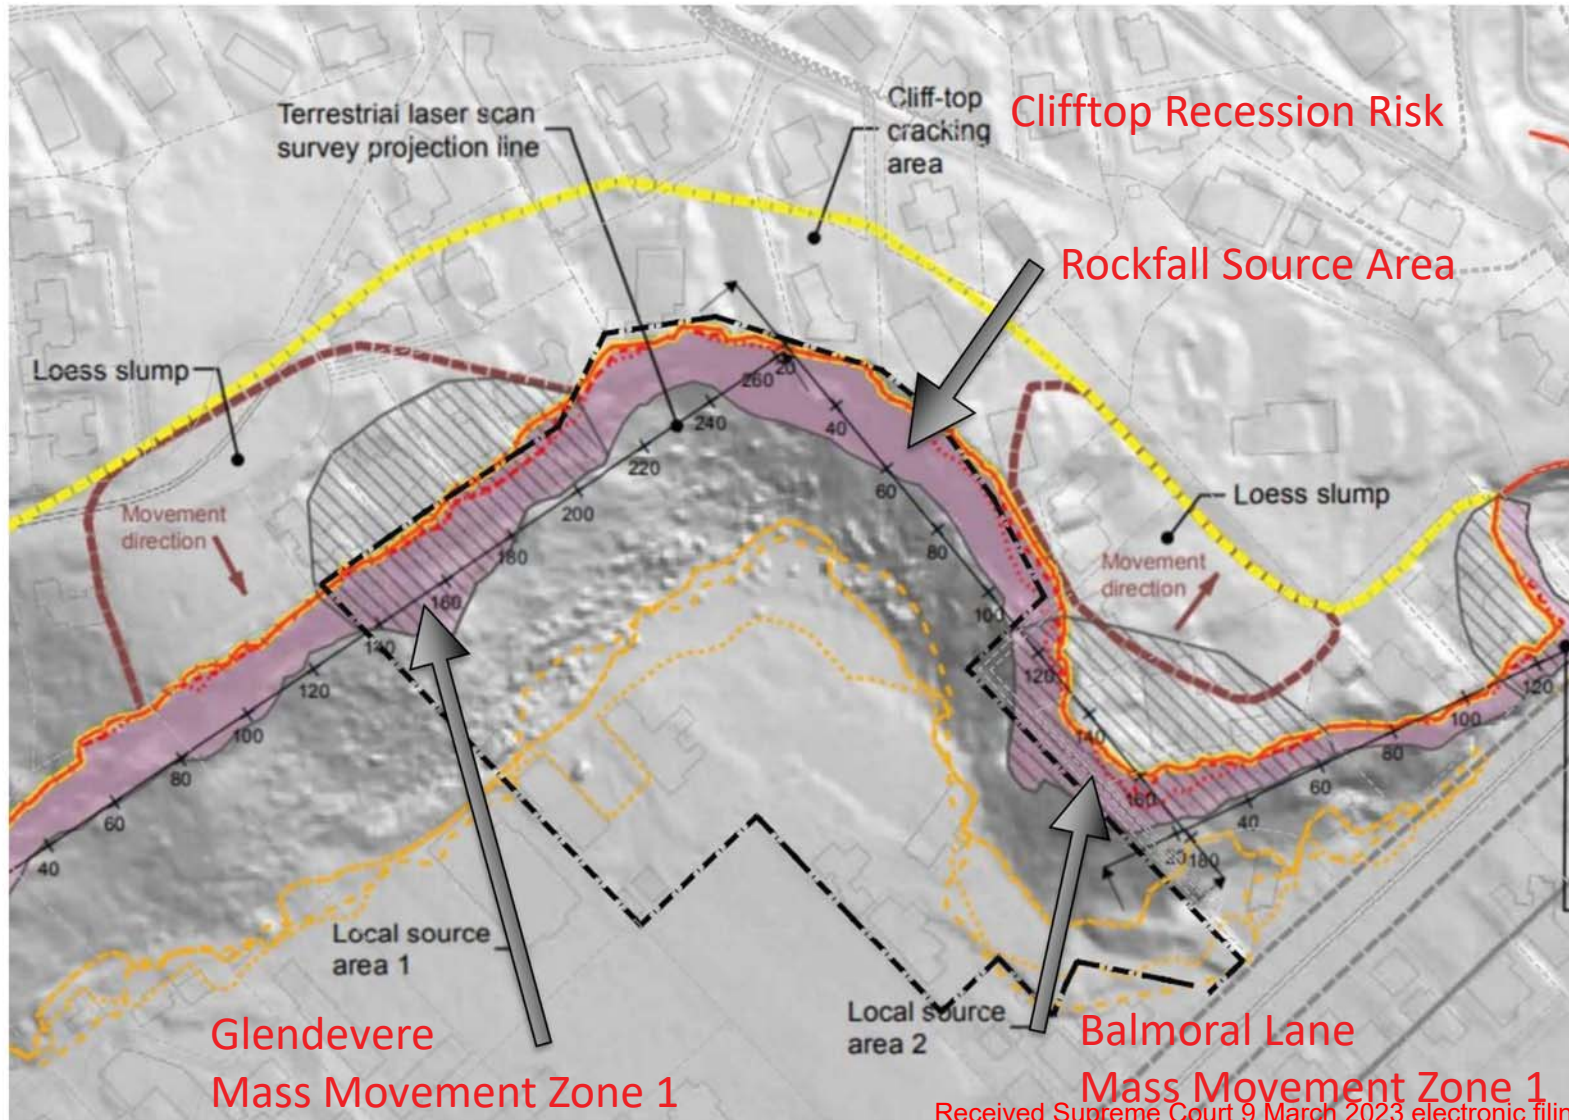 Terrestrial laser scan
survey projection line
Cliff-top
cracking
area
Clifftop Recession Risk
Rockfall Source Area
Loess slump
Movement
direction
Loess slump
Movement
direction
260
20
240
40
220
60
200
80
180
100
160
140
120
100
80
60
40
120
140
160
180
20
40
60
80
100
120
Local source
area 1
Local source
area 2
Glendevere
Mass Movement Zone 1
Balmoral Lane
Mass Movement Zone 1
Received Supreme Court 9 March 2023 electronic filin